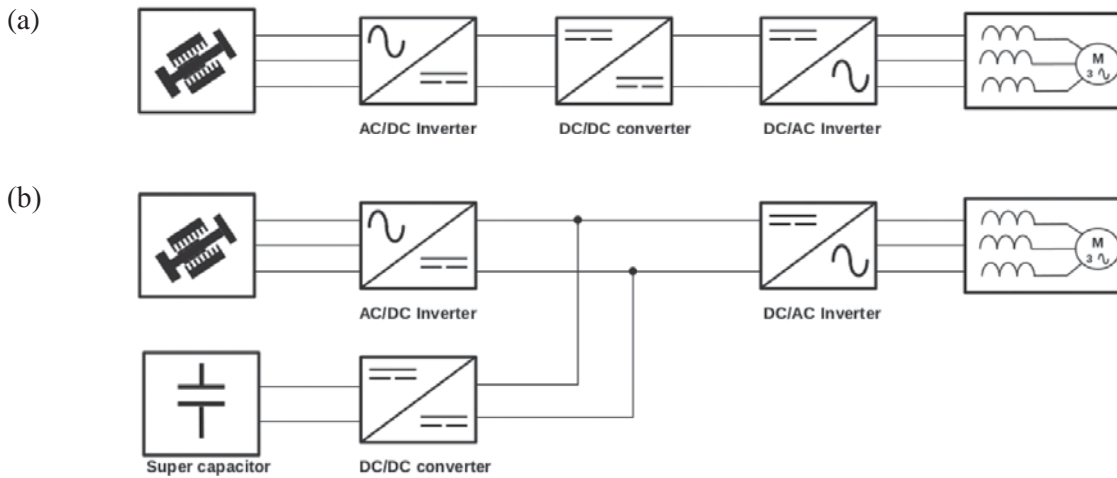 (a)
M
3
AC/DC Inverter DC/DC converter DC/AC Inverter
(b)
M
3
AC/DC Inverter DC/AC Inverter
Super capacitor DC/DC converter